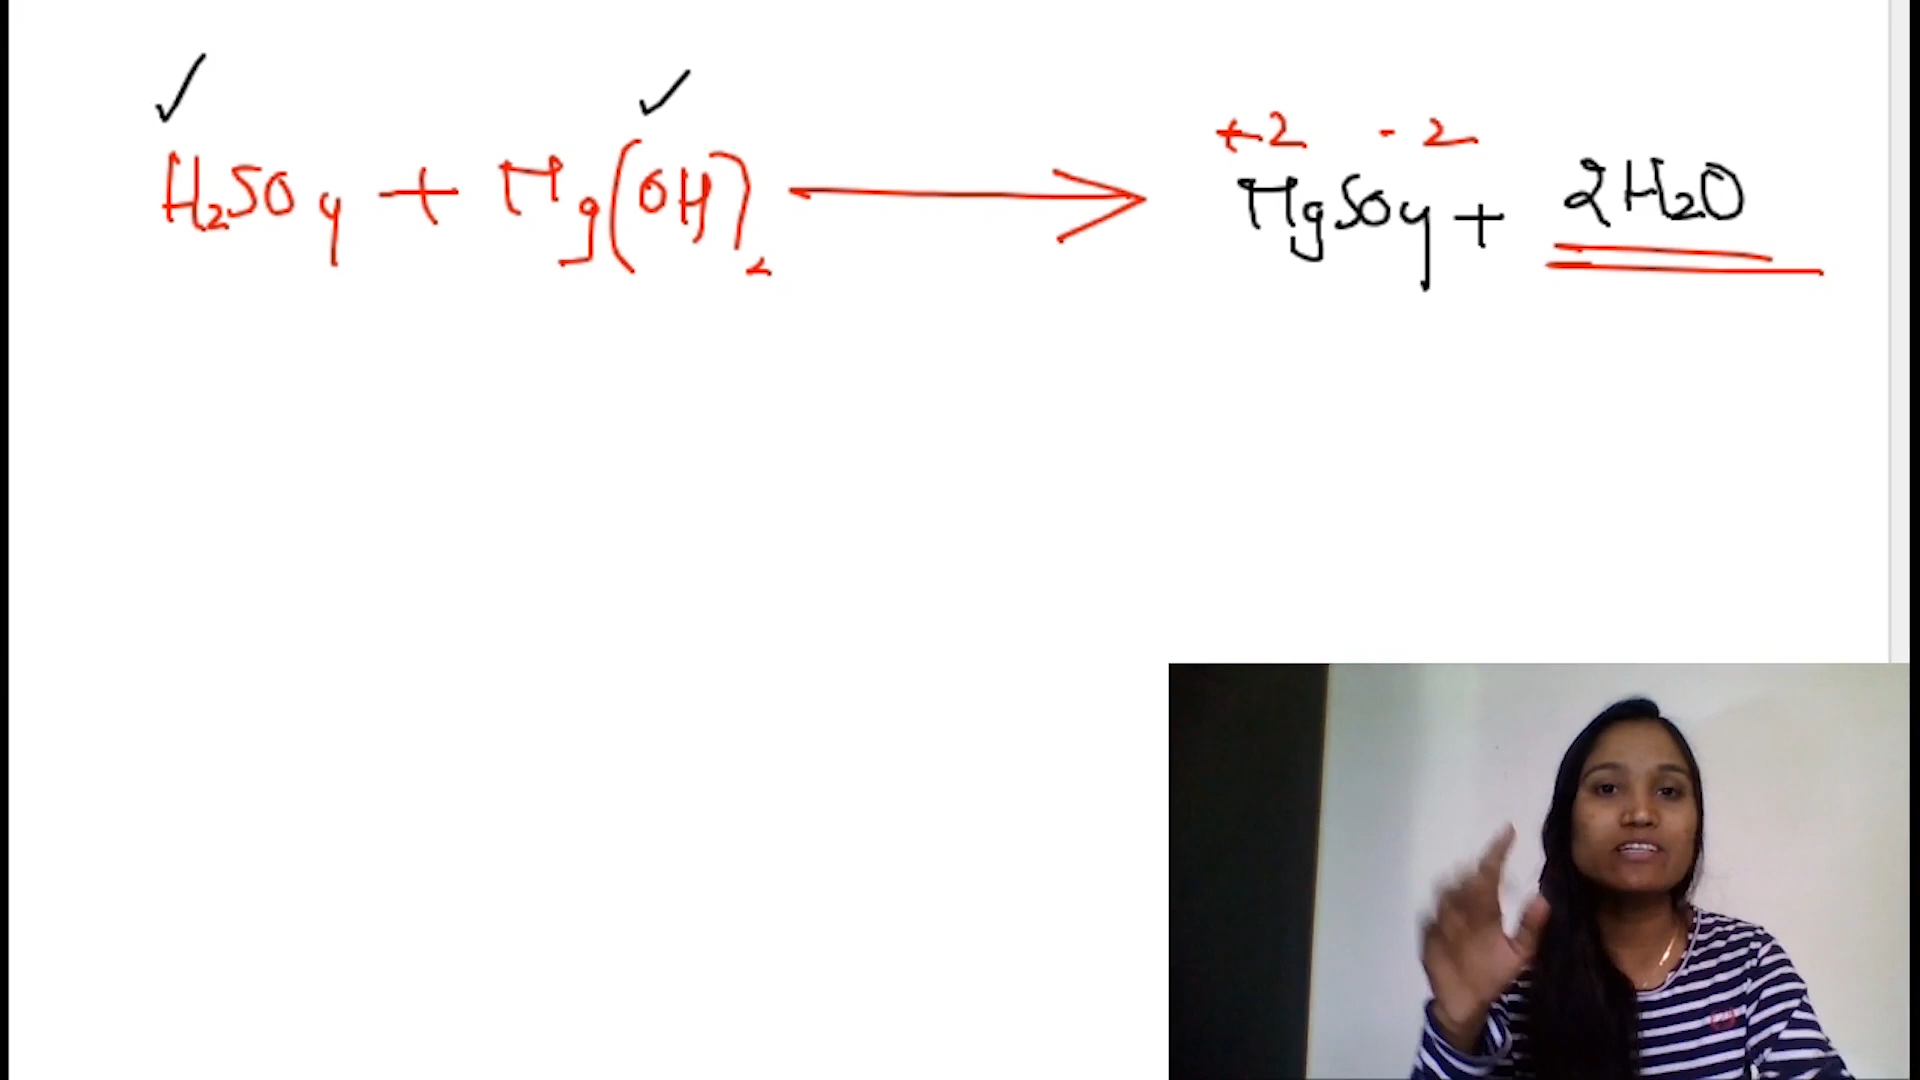 +2 -2
H₂SO₄ + Mg(OH)₂ ⟶ MgSO₄ + 2H₂O